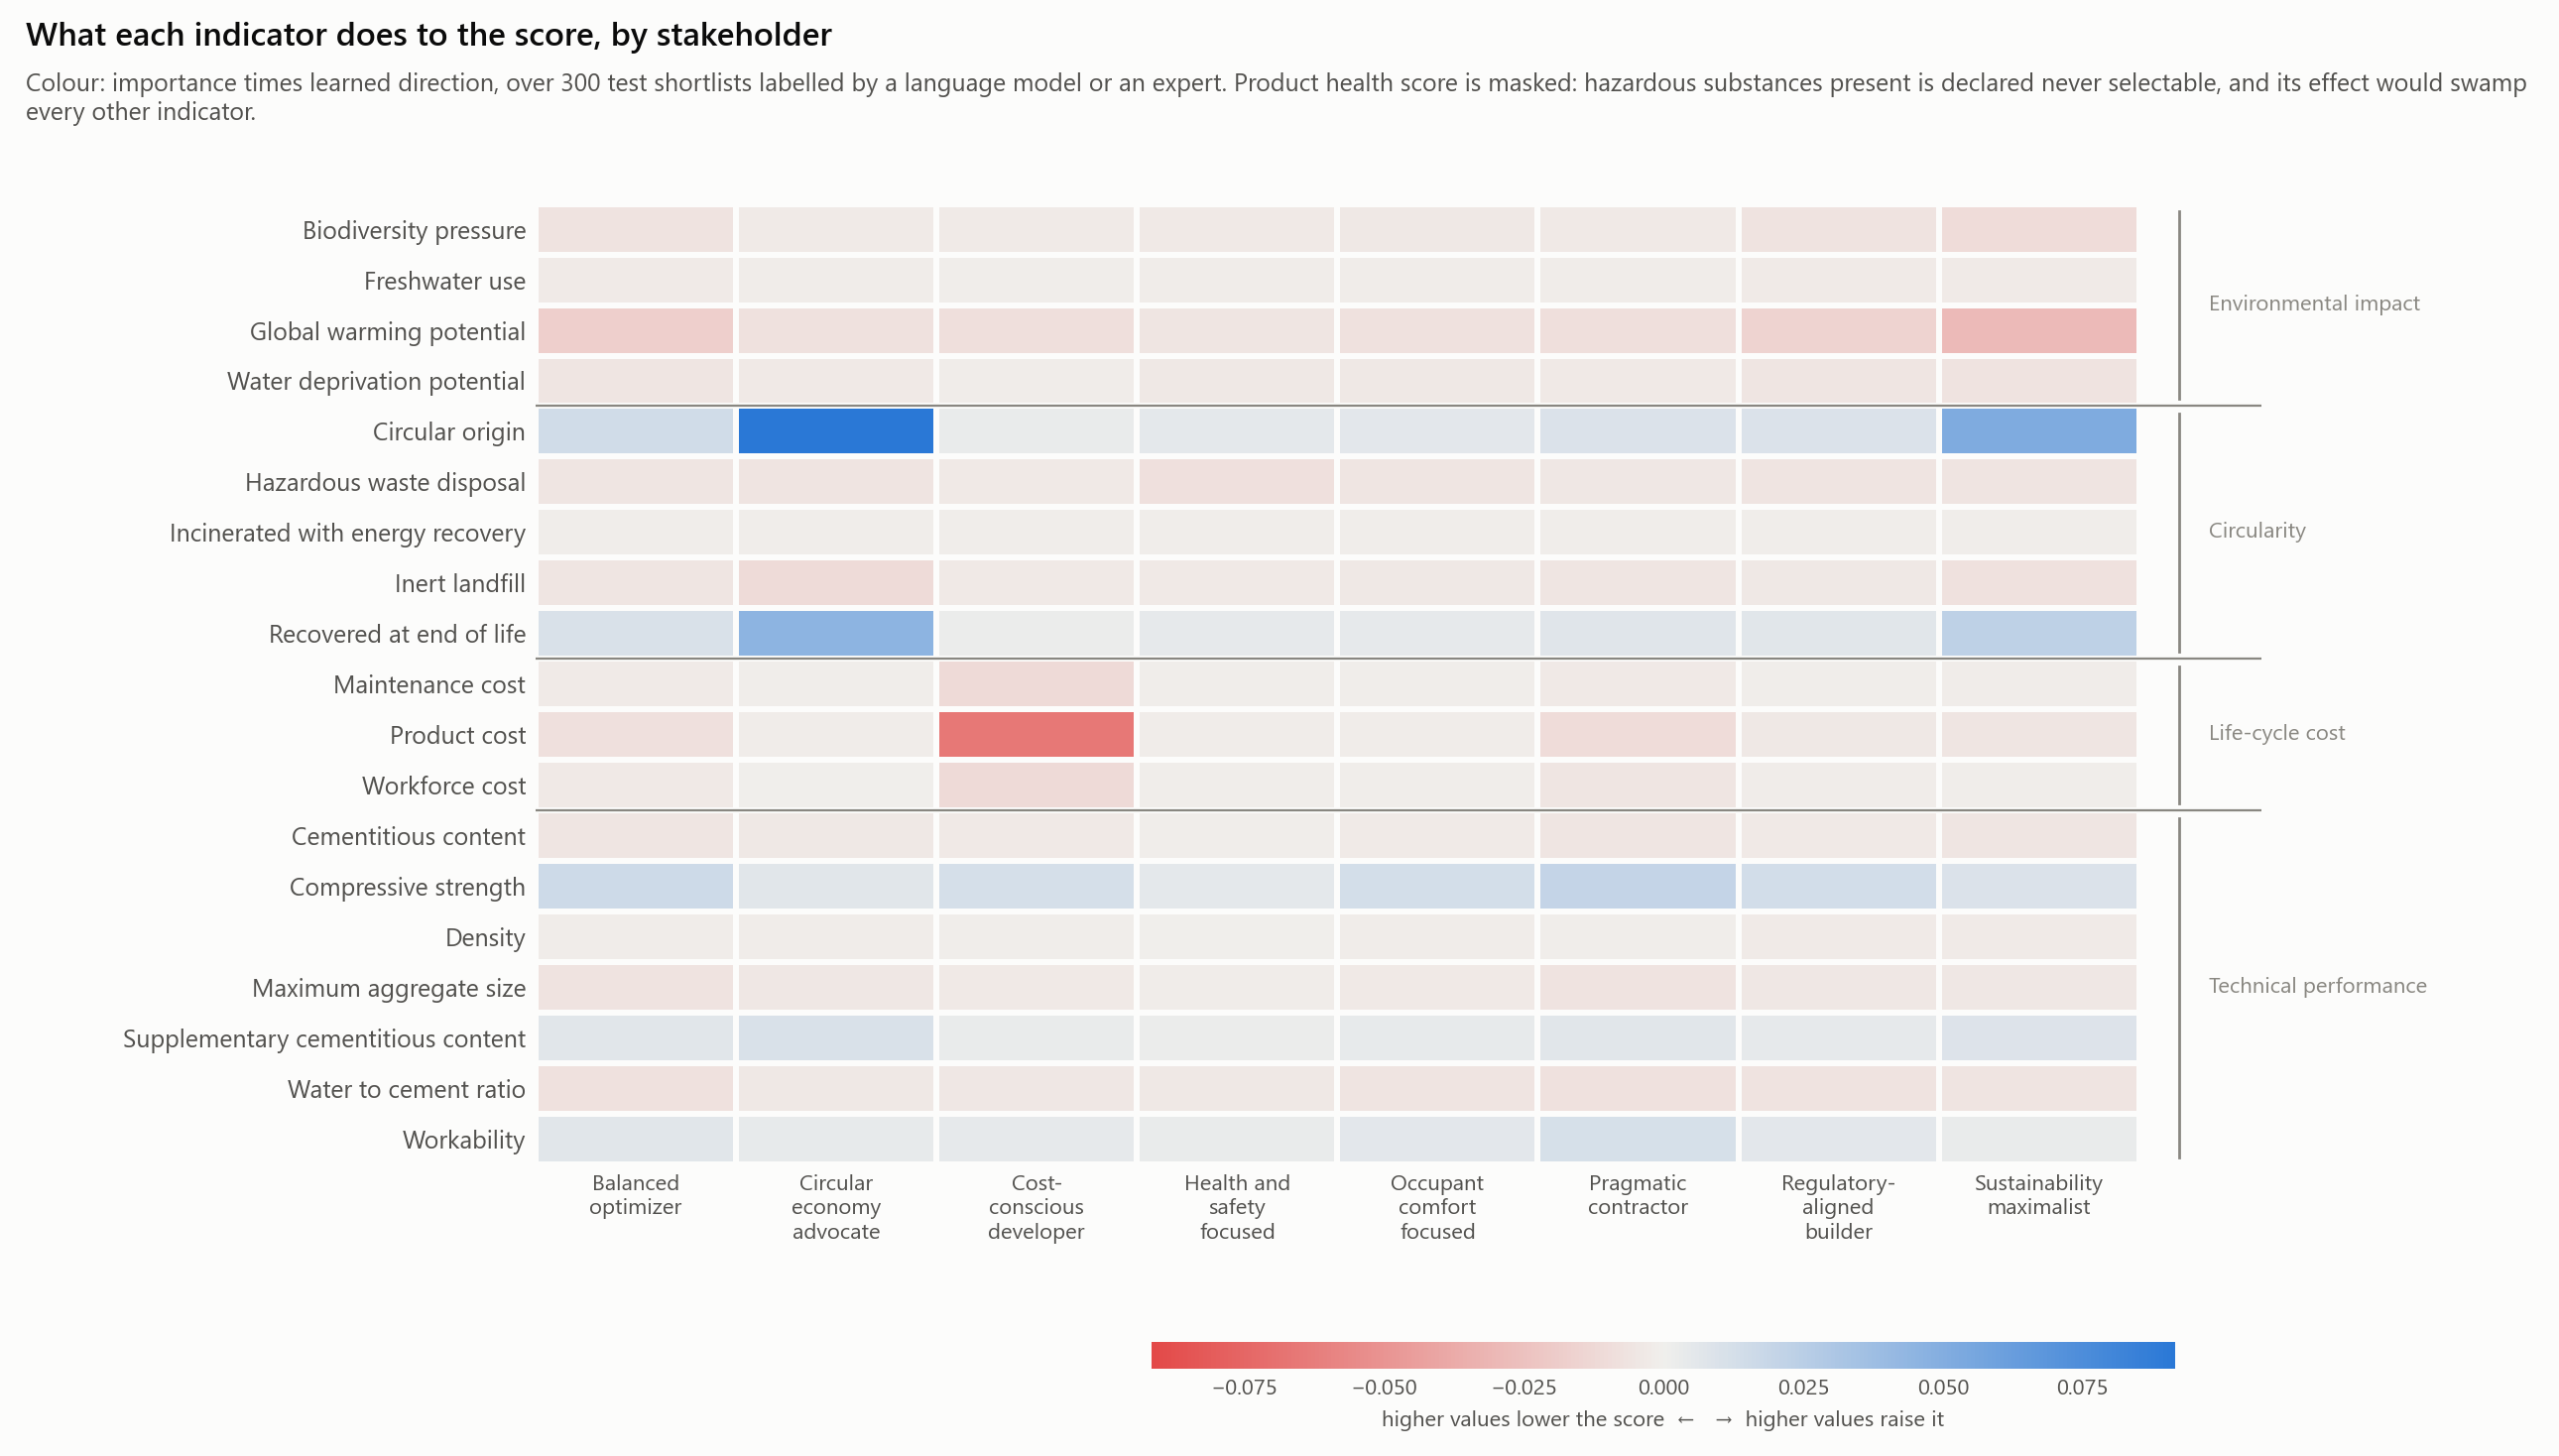 What each indicator does to the score, by stakeholder
Colour: importance times learned direction, over 300 test shortlists labelled by a language model or an expert. Product health score is masked: hazardous substances present is declared never selectable, and its effect would swamp
every other indicator.
Biodiversity pressure
Freshwater use
Global warming potential
Water deprivation potential
Environmental impact
Circular origin
Hazardous waste disposal
Incinerated with energy recovery
Inert landfill
Recovered at end of life
Circularity
Maintenance cost
Product cost
Workforce cost
Life-cycle cost
Cementitious content
Compressive strength
Density
Maximum aggregate size
Supplementary cementitious content
Water to cement ratio
Workability
Technical performance
Balanced
optimizer
Circular
economy
advocate
Cost-
conscious
developer
Health and
safety
focused
Occupant
comfort
focused
Pragmatic
contractor
Regulatory-
aligned
builder
Sustainability
maximalist
−0.075 −0.050 −0.025 0.000 0.025 0.050 0.075
higher values lower the score ← → higher values raise it